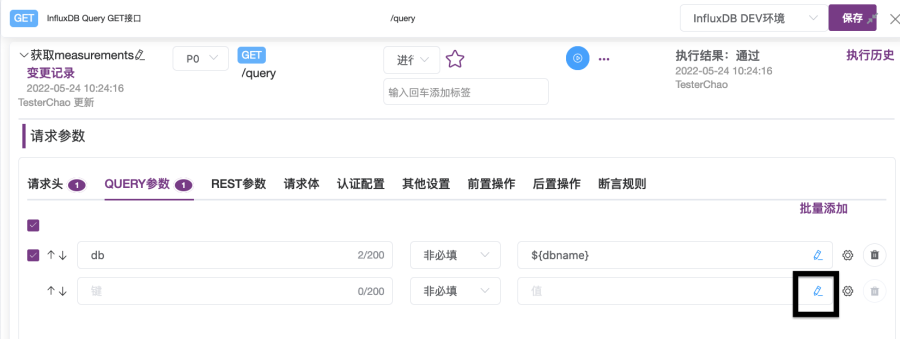 GET InfluxDB Query GET接口 /query InfluxDB DEV环境 保存
获取measurements P0 GET 进行 执行结果：通过 执行历史
变更记录 /query 2022-05-24 10:24:16
2022-05-24 10:24:16 输入回车添加标签 TesterChao
TesterChao 更新
请求参数
请求头 1 QUERY参数 1 REST参数 请求体 认证配置 其他设置 前置操作 后置操作 断言规则
批量添加
db 2/200 非必填 ${dbname}
键 0/200 非必填 值